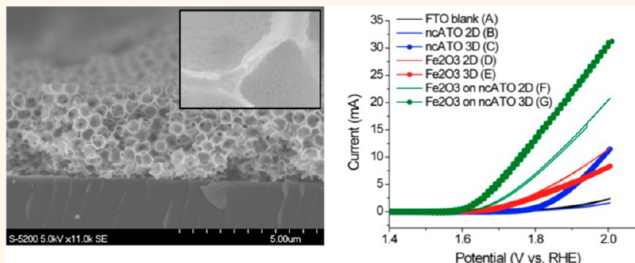 S-5200 5.0kV x11.0k SE
5.00um
FTO blank (A)
ncATO 2D (B)
ncATO 3D (C)
Fe2O3 2D (D)
Fe2O3 3D (E)
Fe2O3 on ncATO 2D (F)
Fe2O3 on ncATO 3D (G)
Current (mA)
35
30
25
20
15
10
5
0
1.4
1.6
1.8
2.0
Potential (V vs. RHE)